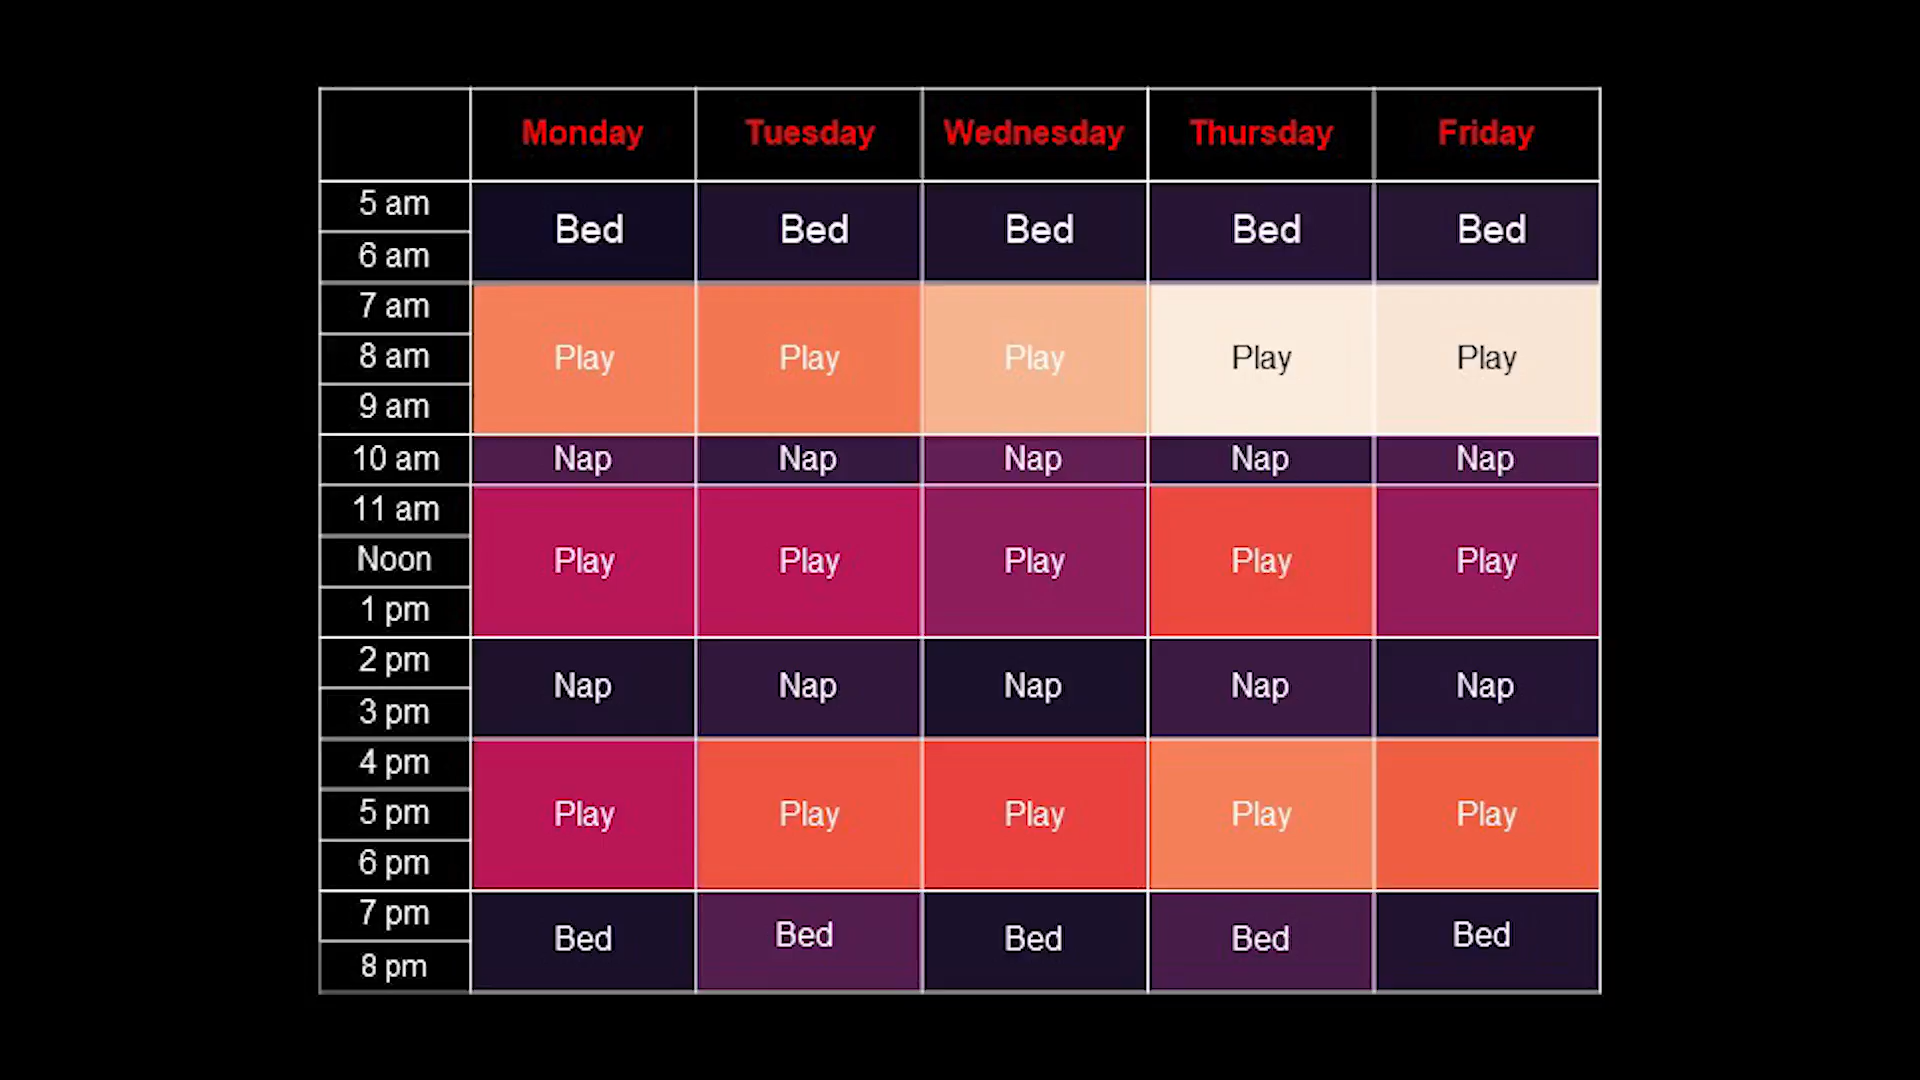 Monday Tuesday Wednesday Thursday Friday
5 am
Bed Bed Bed Bed Bed
6 am
7 am
8 am Play Play Play Play Play
9 am
10 am Nap Nap Nap Nap Nap
11 am
Noon Play Play Play Play Play
1 pm
2 pm
Nap Nap Nap Nap Nap
3 pm
4 pm
5 pm Play Play Play Play Play
6 pm
7 pm
Bed Bed Bed Bed Bed
8 pm